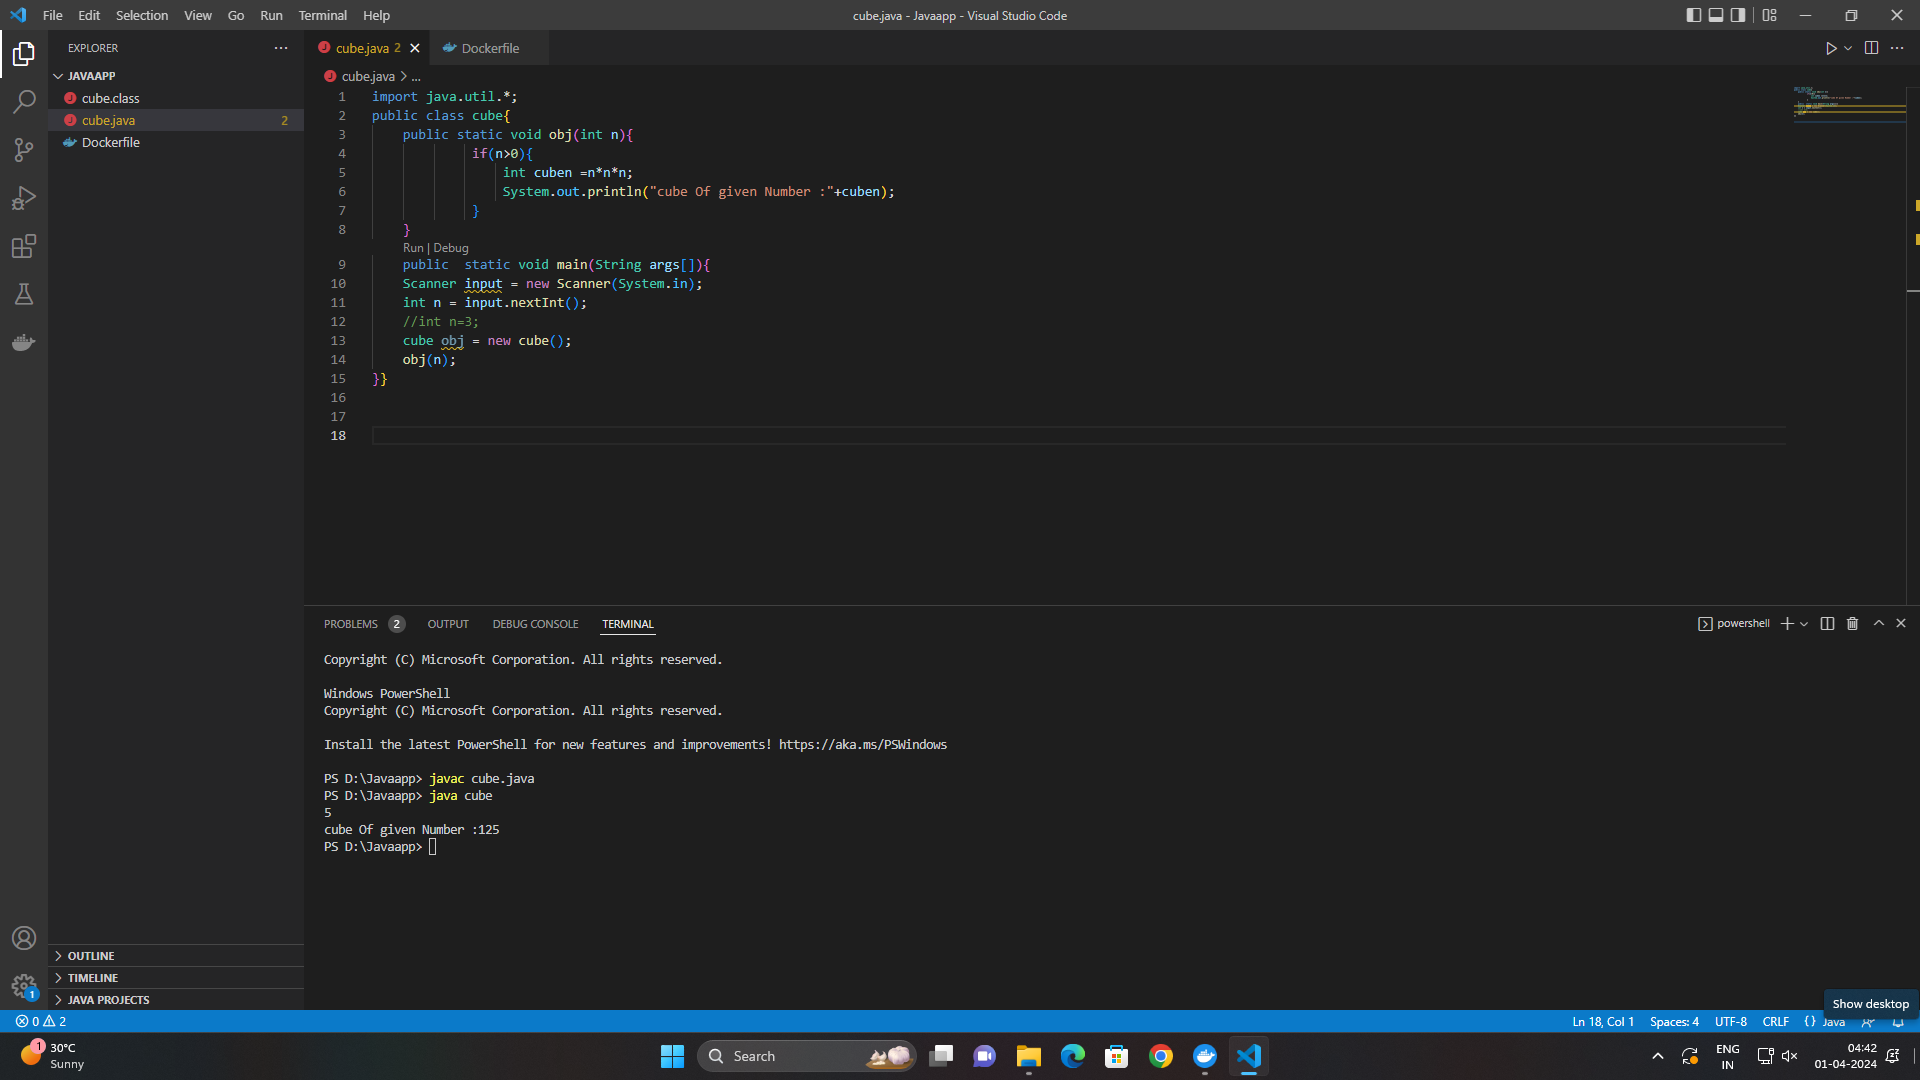 File Edit Selection View Go Run Terminal Help
cube.java - Javaapp - Visual Studio Code
EXPLORER
JAVAAPP
cube.class
cube.java 2
Dockerfile
cube.java 2 Dockerfile
cube.java > ...
1 import java.util.*;
2 public class cube{
3 public static void obj(int n){
4 if(n>0){
5 int cuben =n*n*n;
6 System.out.println("cube Of given Number :"+cuben);
7 }
8 }
Run | Debug
9 public  static void main(String args[]){
10 Scanner input = new Scanner(System.in);
11 int n = input.nextInt();
12 //int n=3;
13 cube obj = new cube();
14 obj(n);
15 }}
16
17
18
PROBLEMS 2 OUTPUT DEBUG CONSOLE TERMINAL
powershell
Copyright (C) Microsoft Corporation. All rights reserved.
Windows PowerShell
Copyright (C) Microsoft Corporation. All rights reserved.
Install the latest PowerShell for new features and improvements! https://aka.ms/PSWindows
PS D:\Javaapp> javac cube.java
PS D:\Javaapp> java cube
5
cube Of given Number :125
PS D:\Javaapp>
OUTLINE
TIMELINE
JAVA PROJECTS
1
Show desktop
0 2
Ln 18, Col 1 Spaces: 4 UTF-8 CRLF {} Java
1
30°C
Sunny
Search
ENG
IN
04:42
01-04-2024